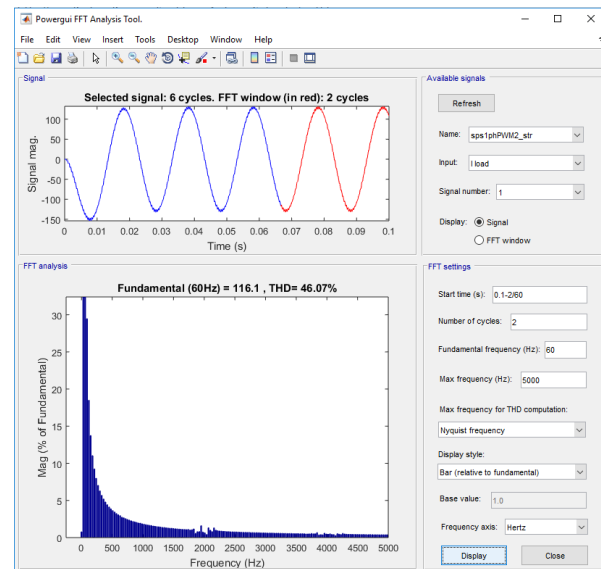 Powergui FFT Analysis Tool.
File Edit View Insert Tools Desktop Window Help
Signal
Selected signal: 6 cycles. FFT window (in red): 2 cycles
Signal mag.
100
50
0
-50
-100
-150
0 0.01 0.02 0.03 0.04 0.05 0.06 0.07 0.08 0.09 0.1
Time (s)
Available signals
Refresh
Name: sps1phPWM2_str
Input: I load
Signal number: 1
Display: Signal
FFT window
FFT analysis
Fundamental (60Hz) = 116.1 , THD= 46.07%
Mag (% of Fundamental)
30
25
20
15
10
5
0
0 500 1000 1500 2000 2500 3000 3500 4000 4500 5000
Frequency (Hz)
FFT settings
Start time (s): 0.1-2/60
Number of cycles: 2
Fundamental frequency (Hz): 60
Max frequency (Hz): 5000
Max frequency for THD computation:
Nyquist frequency
Display style:
Bar (relative to fundamental)
Base value: 1.0
Frequency axis: Hertz
Display Close